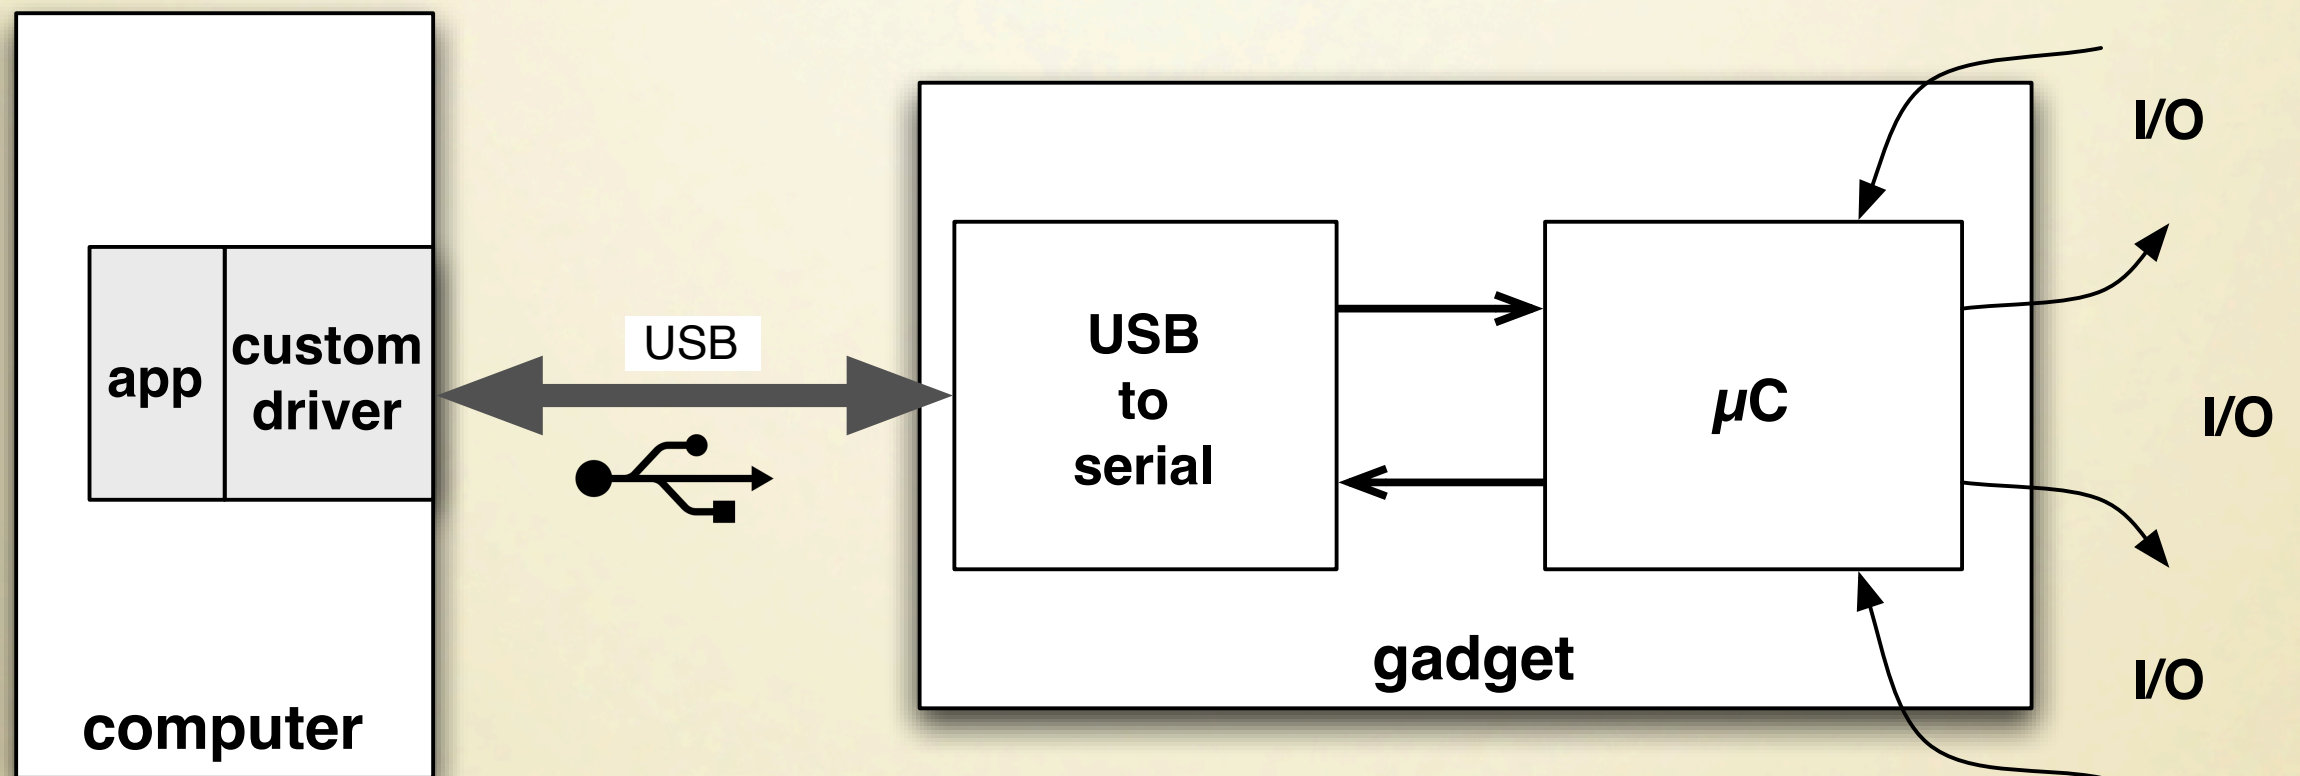 app
custom
driver
computer
USB
USB
to
serial
µC
gadget
I/O
I/O
I/O